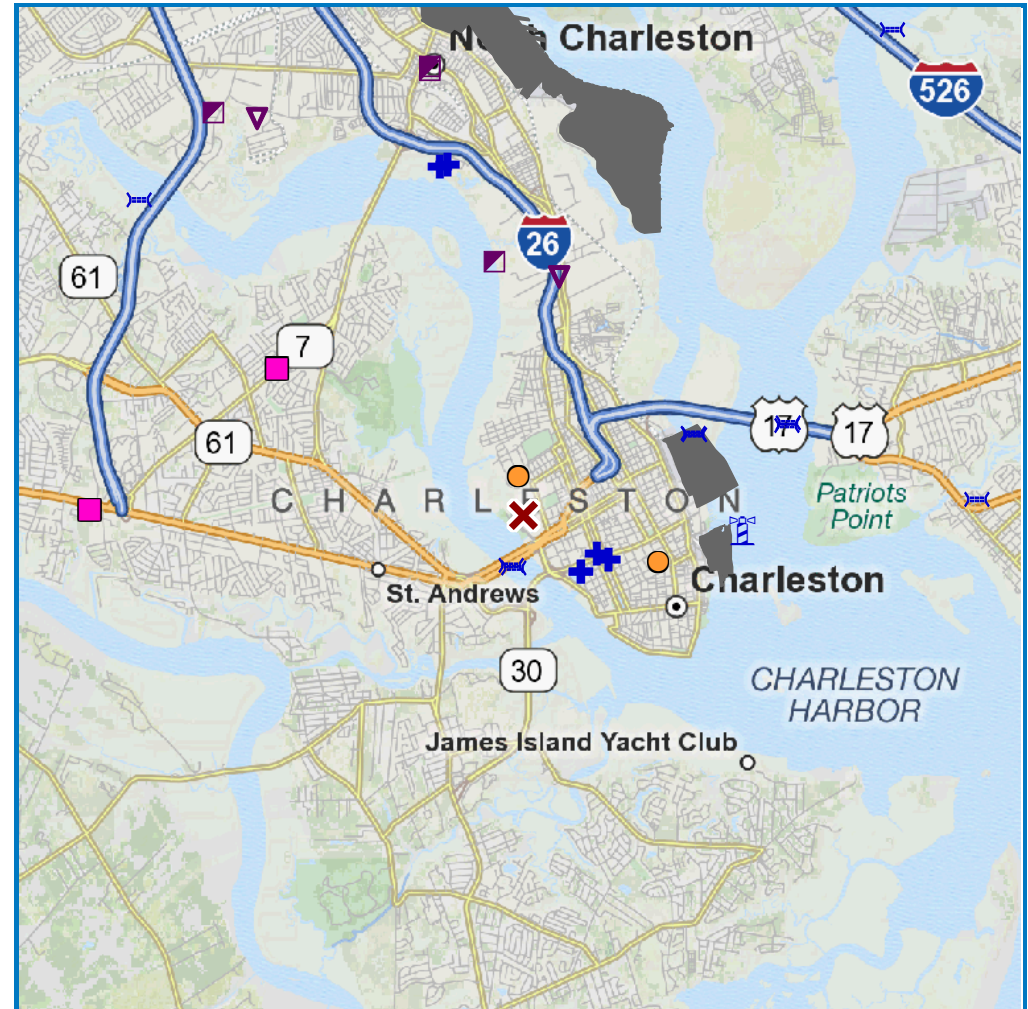 North Charleston
526
26
61
7
61
17
17
CHARLESTON
Patriots
Point
Charleston
St. Andrews
30
CHARLESTON
HARBOR
James Island Yacht Club